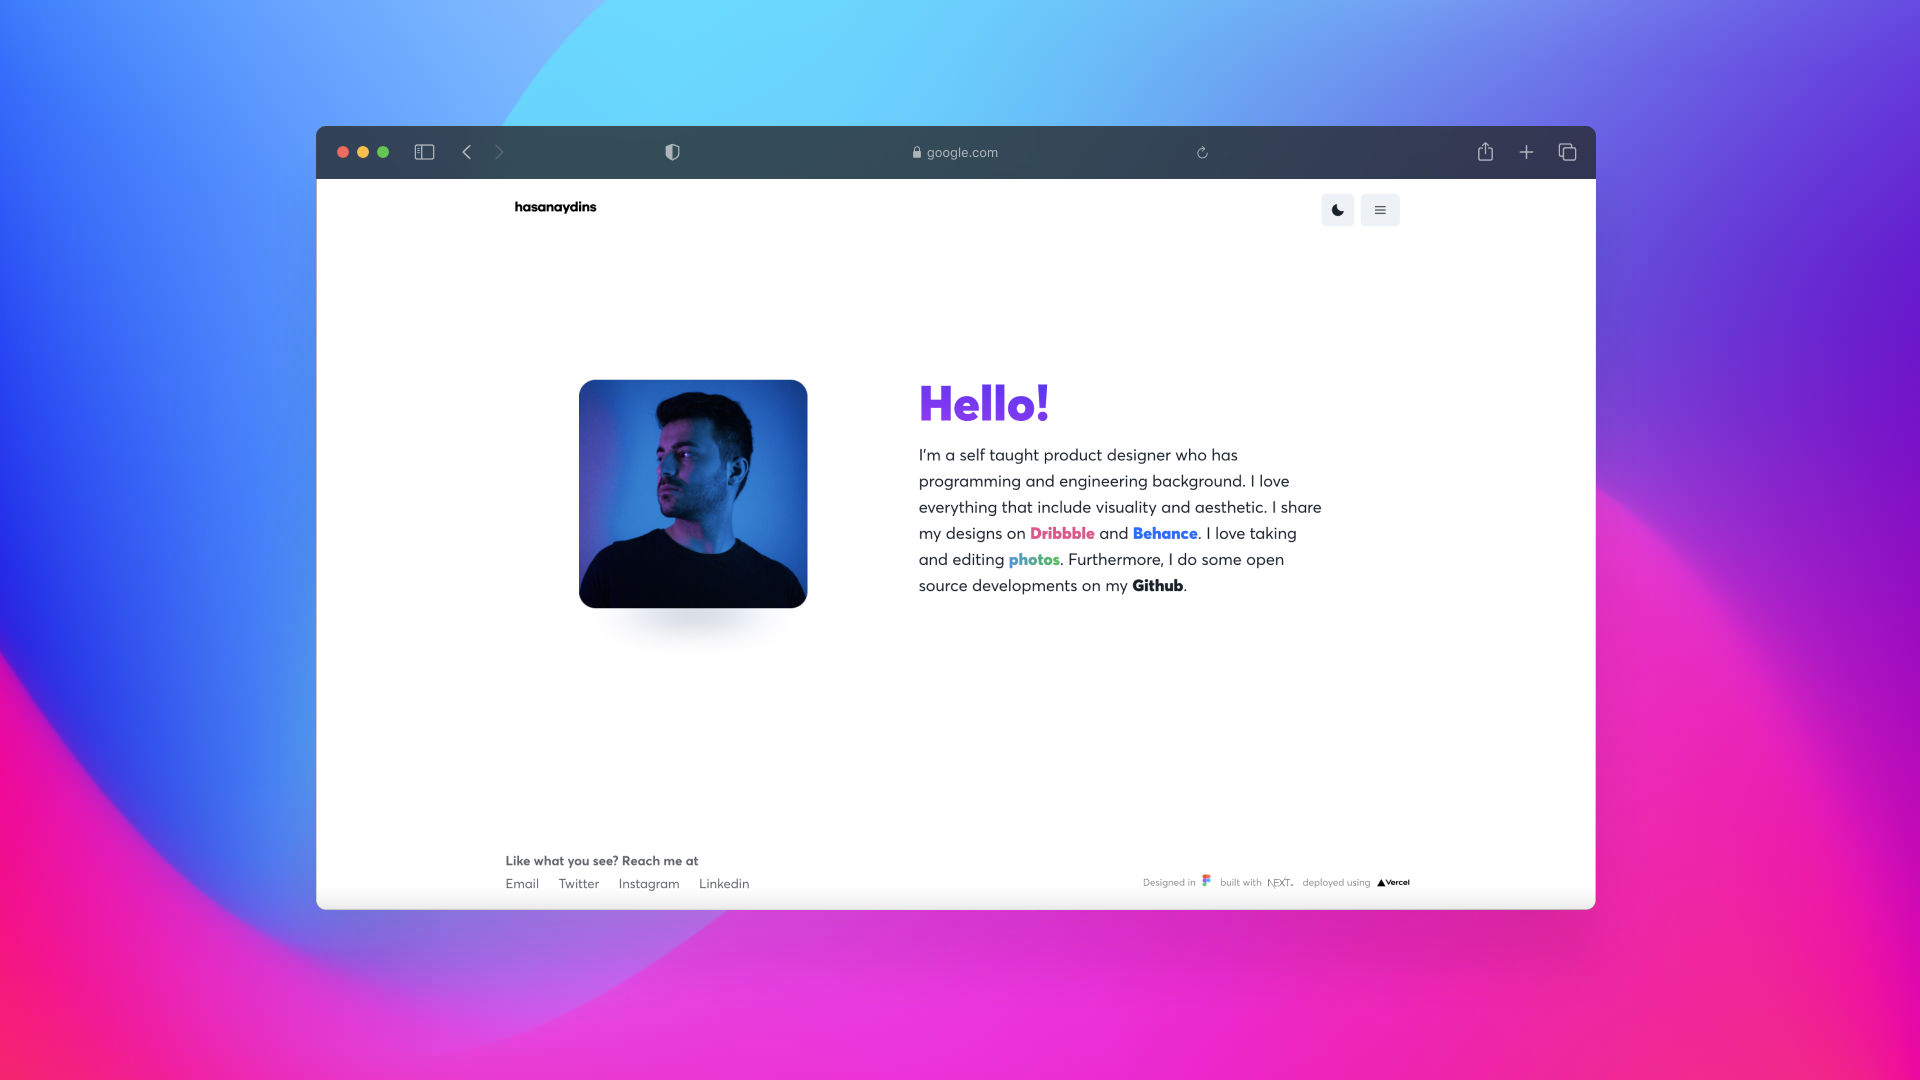 google.com
hasanaydins
Hello!
I'm a self taught product designer who has
programming and engineering background. I love
everything that include visuality and aesthetic. I share
my designs on Dribbble and Behance. I love taking
and editing photos. Furthermore, I do some open
source developments on my Github.
Like what you see? Reach me at
Email Twitter Instagram Linkedin
Designed in built with NEXT. deployed using Vercel